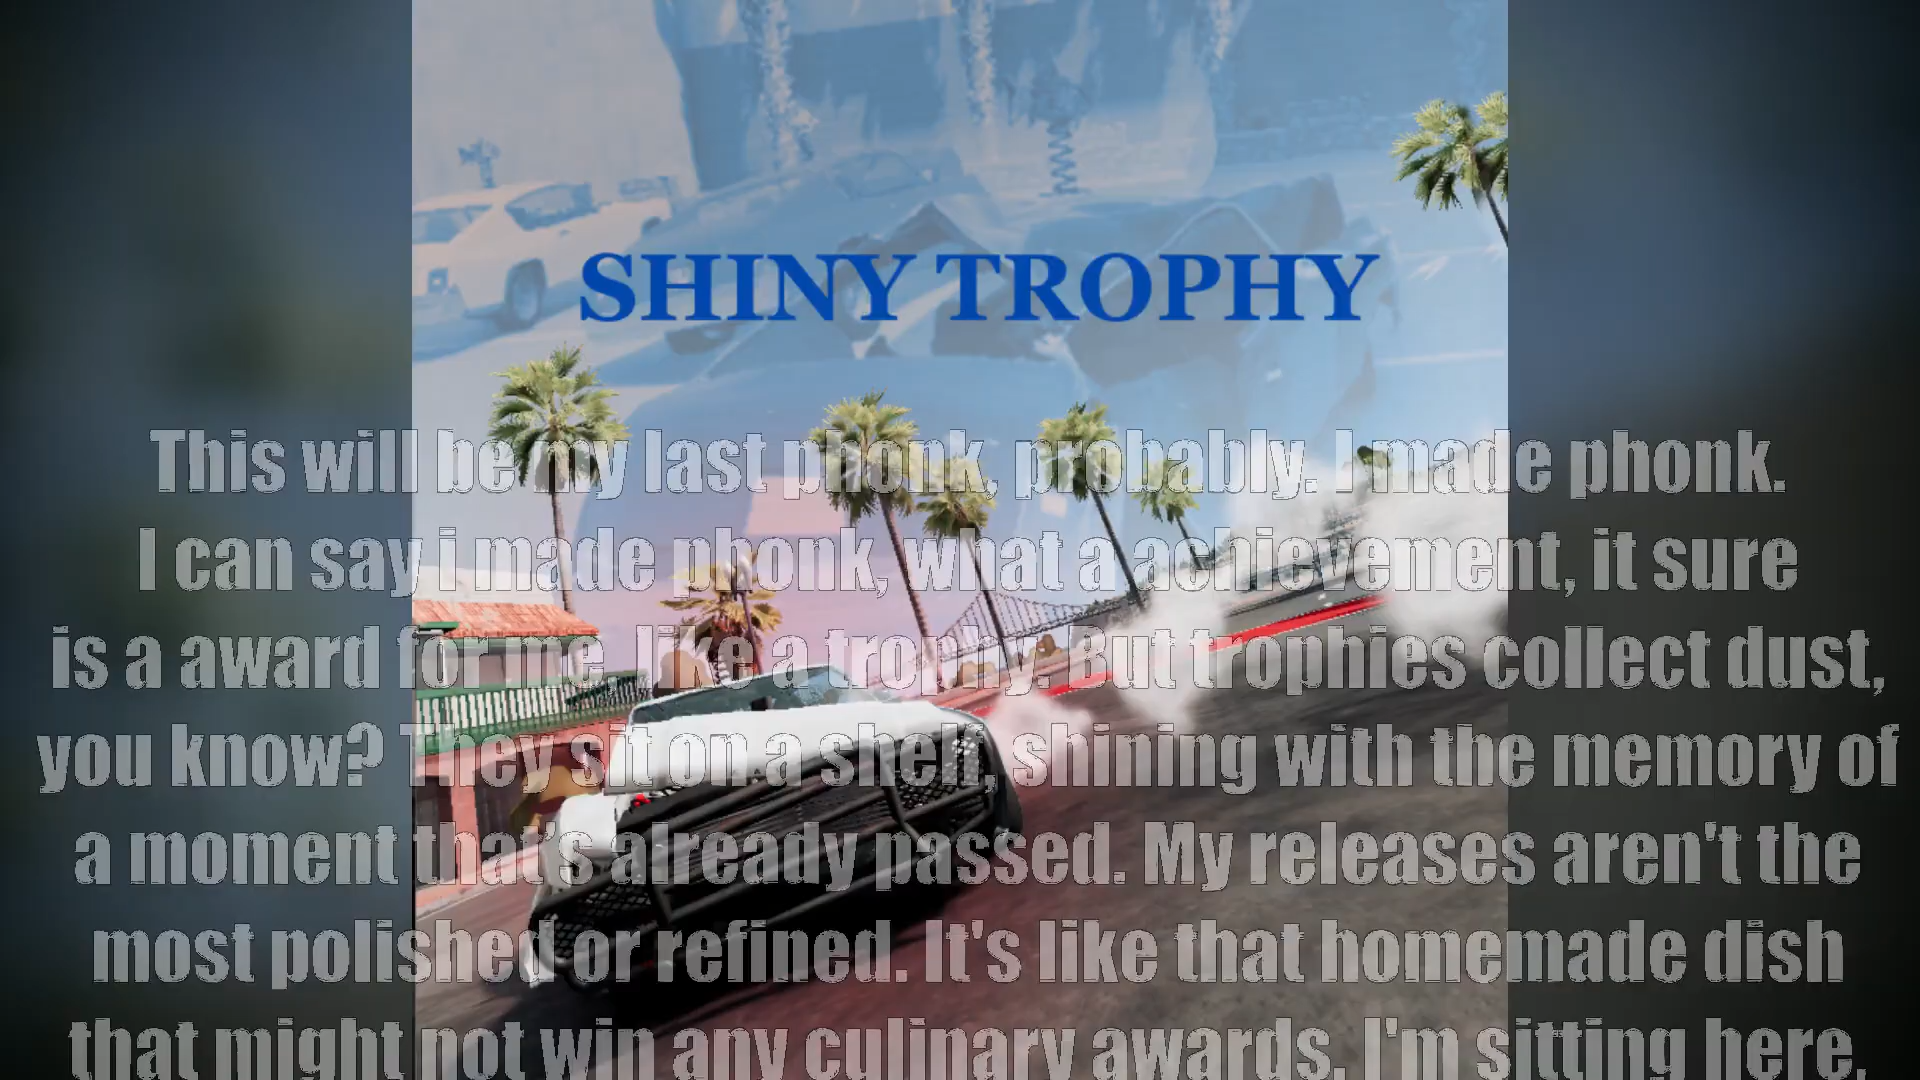 SHINY TROPHY
This will be my last phonk, probably. I made phonk.
I can say i made phonk, what a achievement, it sure
is a award for me, like a trophy. But trophies collect dust,
you know? They sit on a shelf, shining with the memory of
a moment that's already passed. My releases aren't the
most polished or refined. It's like that homemade dish
that might not win any culinary awards. I'm sitting here,